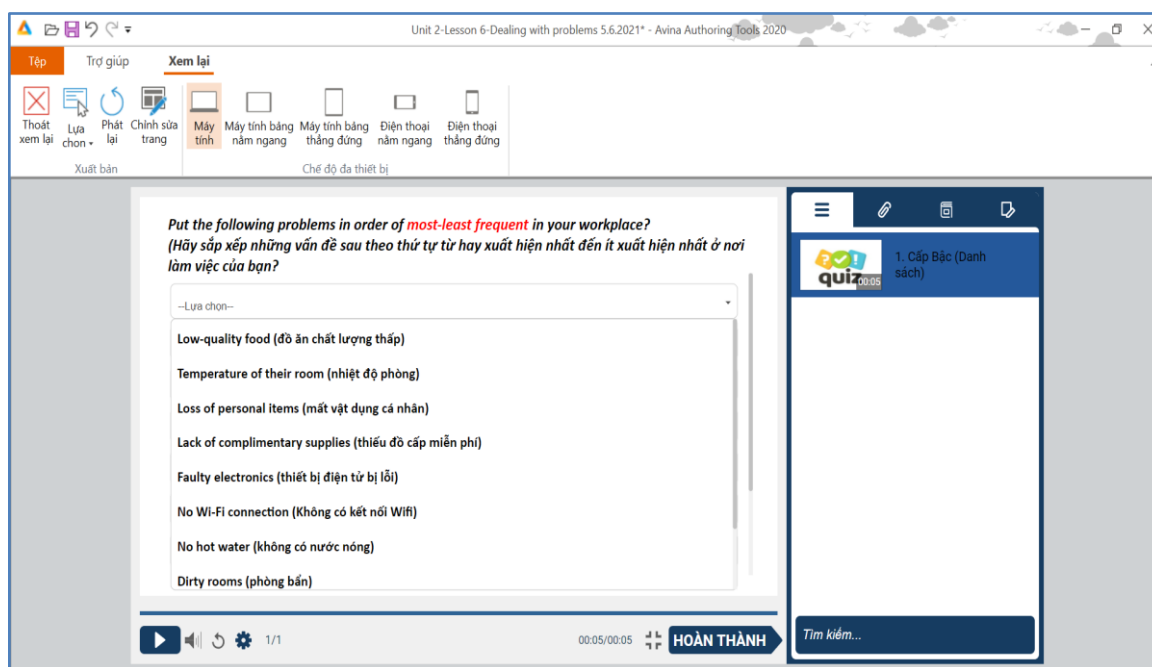 Unit 2-Lesson 6-Dealing with problems 5.6.2021* - Avina Authoring Tools 2020
Tệp Trợ giúp Xem lại
Thoát xem lại
Lựa chon
Phát lại
Chỉnh sửa trang
Máy tính
Máy tính bảng nằm ngang
Máy tính bảng thẳng đứng
Điện thoại nằm ngang
Điện thoại thẳng đứng
Xuất bản
Chế độ đa thiết bị
Put the following problems in order of most-least frequent in your workplace?
(Hãy sắp xếp những vấn đề sau theo thứ tự từ hay xuất hiện nhất đến ít xuất hiện nhất ở nơi
làm việc của bạn?
--Lựa chọn--
Low-quality food (đồ ăn chất lượng thấp)
Temperature of their room (nhiệt độ phòng)
Loss of personal items (mất vật dụng cá nhân)
Lack of complimentary supplies (thiếu đồ cấp miễn phí)
Faulty electronics (thiết bị điện tử bị lỗi)
No Wi-Fi connection (Không có kết nối Wifi)
No hot water (không có nước nóng)
Dirty rooms (phòng bẩn)
1/1
00:05/00:05
HOÀN THÀNH
quiz
00:05
1. Cấp Bậc (Danh
sách)
Tìm kiếm...